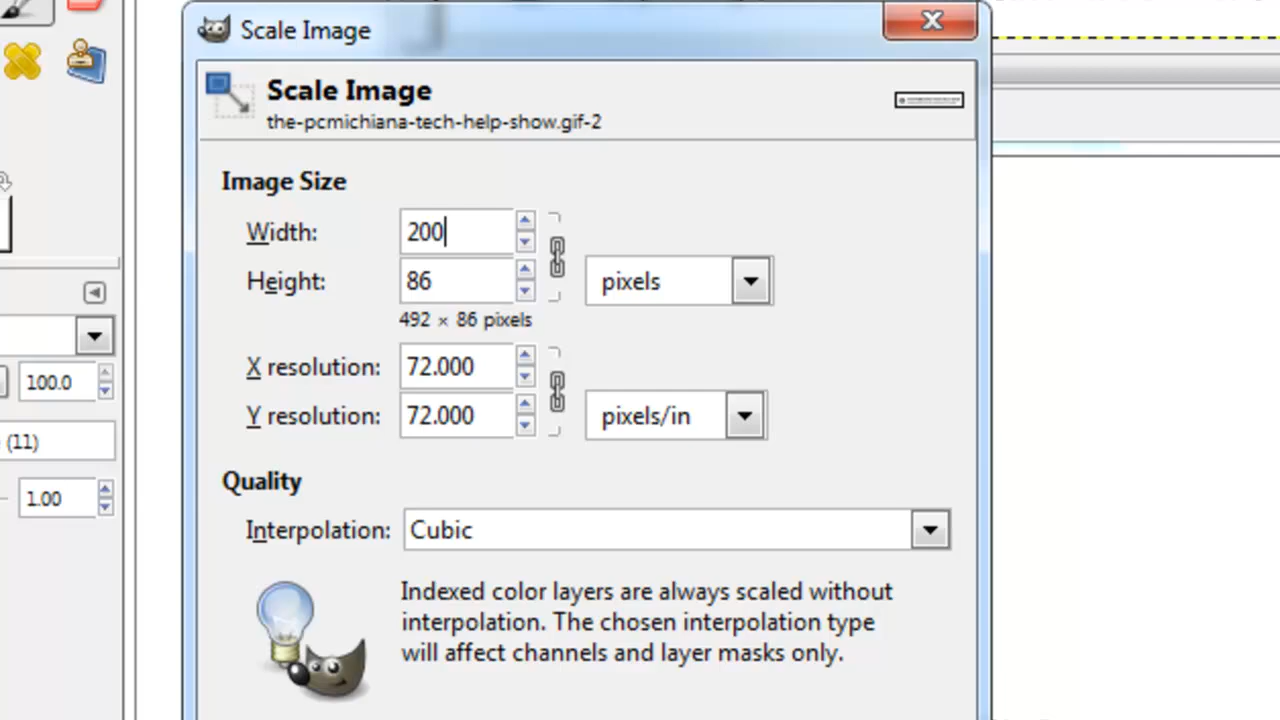 Scale Image
Scale Image
the-pcmichiana-tech-help-show.gif-2
Image Size
Width: 200
Height: 86 pixels
492 × 86 pixels
X resolution: 72.000
100.0
Y resolution: 72.000 pixels/in
(11)
Quality
1.00
Interpolation: Cubic
Indexed color layers are always scaled without
interpolation. The chosen interpolation type
will affect channels and layer masks only.